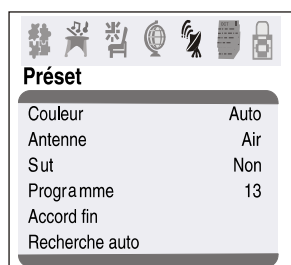 Préset
Couleur Auto
Antenne Air
Sut Non
Programme 13
Accord fin
Recherche auto